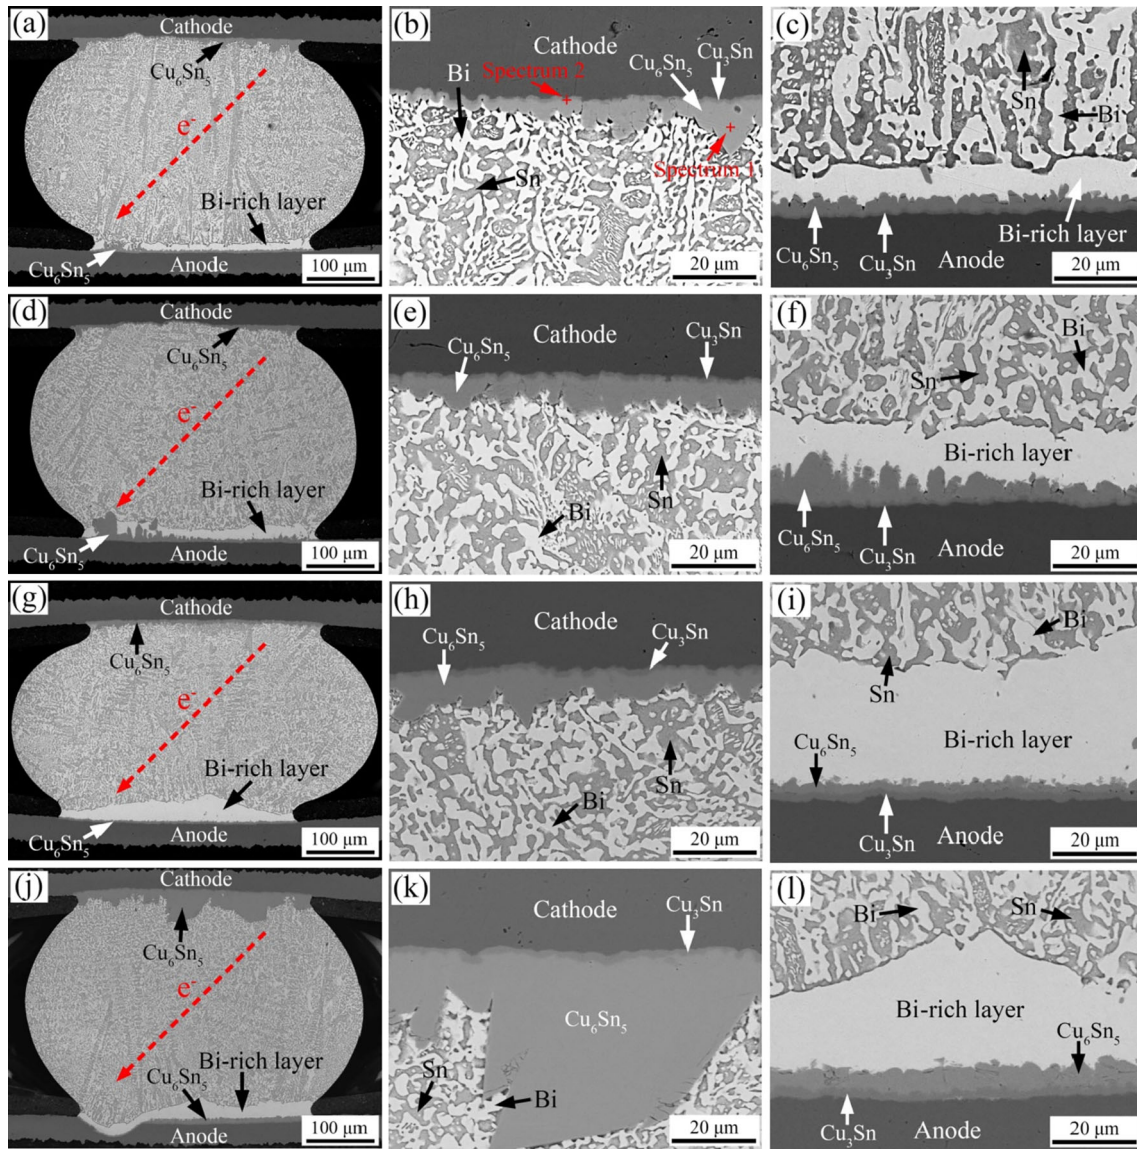 (a)
Cathode
Cu₆Sn₅
e⁻
Bi-rich layer
Cu₆Sn₅
Anode
100 μm
(b)
Cathode
Bi
Spectrum 2
Cu₆Sn₅
Cu₃Sn
Spectrum 1
Sn
20 μm
(c)
Sn
Bi
Bi-rich layer
Cu₆Sn₅
Cu₃Sn
Anode
20 μm
(d)
Cathode
Cu₆Sn₅
e⁻
Bi-rich layer
Cu₆Sn₅
Anode
100 μm
(e)
Cathode
Cu₆Sn₅
Cu₃Sn
Sn
Bi
20 μm
(f)
Bi
Sn
Bi-rich layer
Cu₆Sn₅
Cu₃Sn
Anode
20 μm
(g)
Cathode
Cu₆Sn₅
e⁻
Bi-rich layer
Cu₆Sn₅
Anode
100 μm
(h)
Cathode
Cu₆Sn₅
Cu₃Sn
Sn
Bi
20 μm
(i)
Bi
Sn
Bi-rich layer
Cu₆Sn₅
Cu₃Sn
Anode
20 μm
(j)
Cathode
Cu₆Sn₅
e⁻
Bi-rich layer
Cu₆Sn₅
Anode
100 μm
(k)
Cathode
Cu₃Sn
Cu₆Sn₅
Sn
Bi
20 μm
(l)
Bi
Sn
Bi-rich layer
Cu₆Sn₅
Cu₃Sn
Anode
20 μm